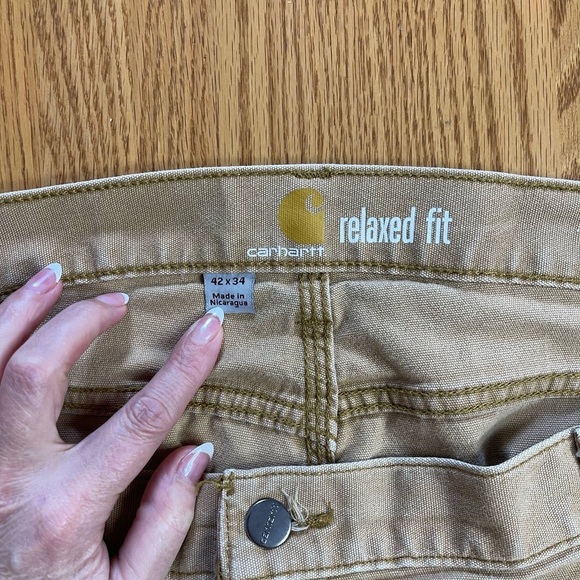 carhartt relaxed fit
42 x 34
Made in
Nicaragua